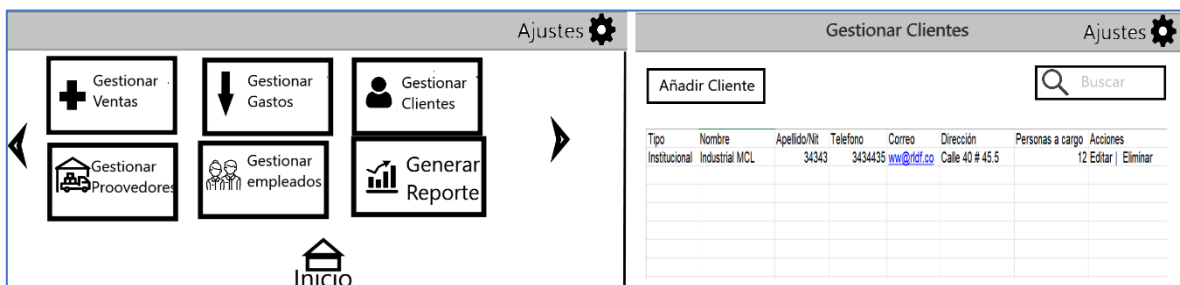 Ajustes
Gestionar
Ventas
Gestionar
Gastos
Gestionar
Clientes
Gestionar
Proovedores
Gestionar
empleados
Generar
Reporte
Inicio
Gestionar Clientes
Ajustes
Añadir Cliente
Buscar
Tipo Nombre Apellido/Nit Telefono Correo Dirección Personas a cargo Acciones
Institucional Industrial MCL 34343 3434435 ww@rldf.co Calle 40 # 45.5 12 Editar | Eliminar